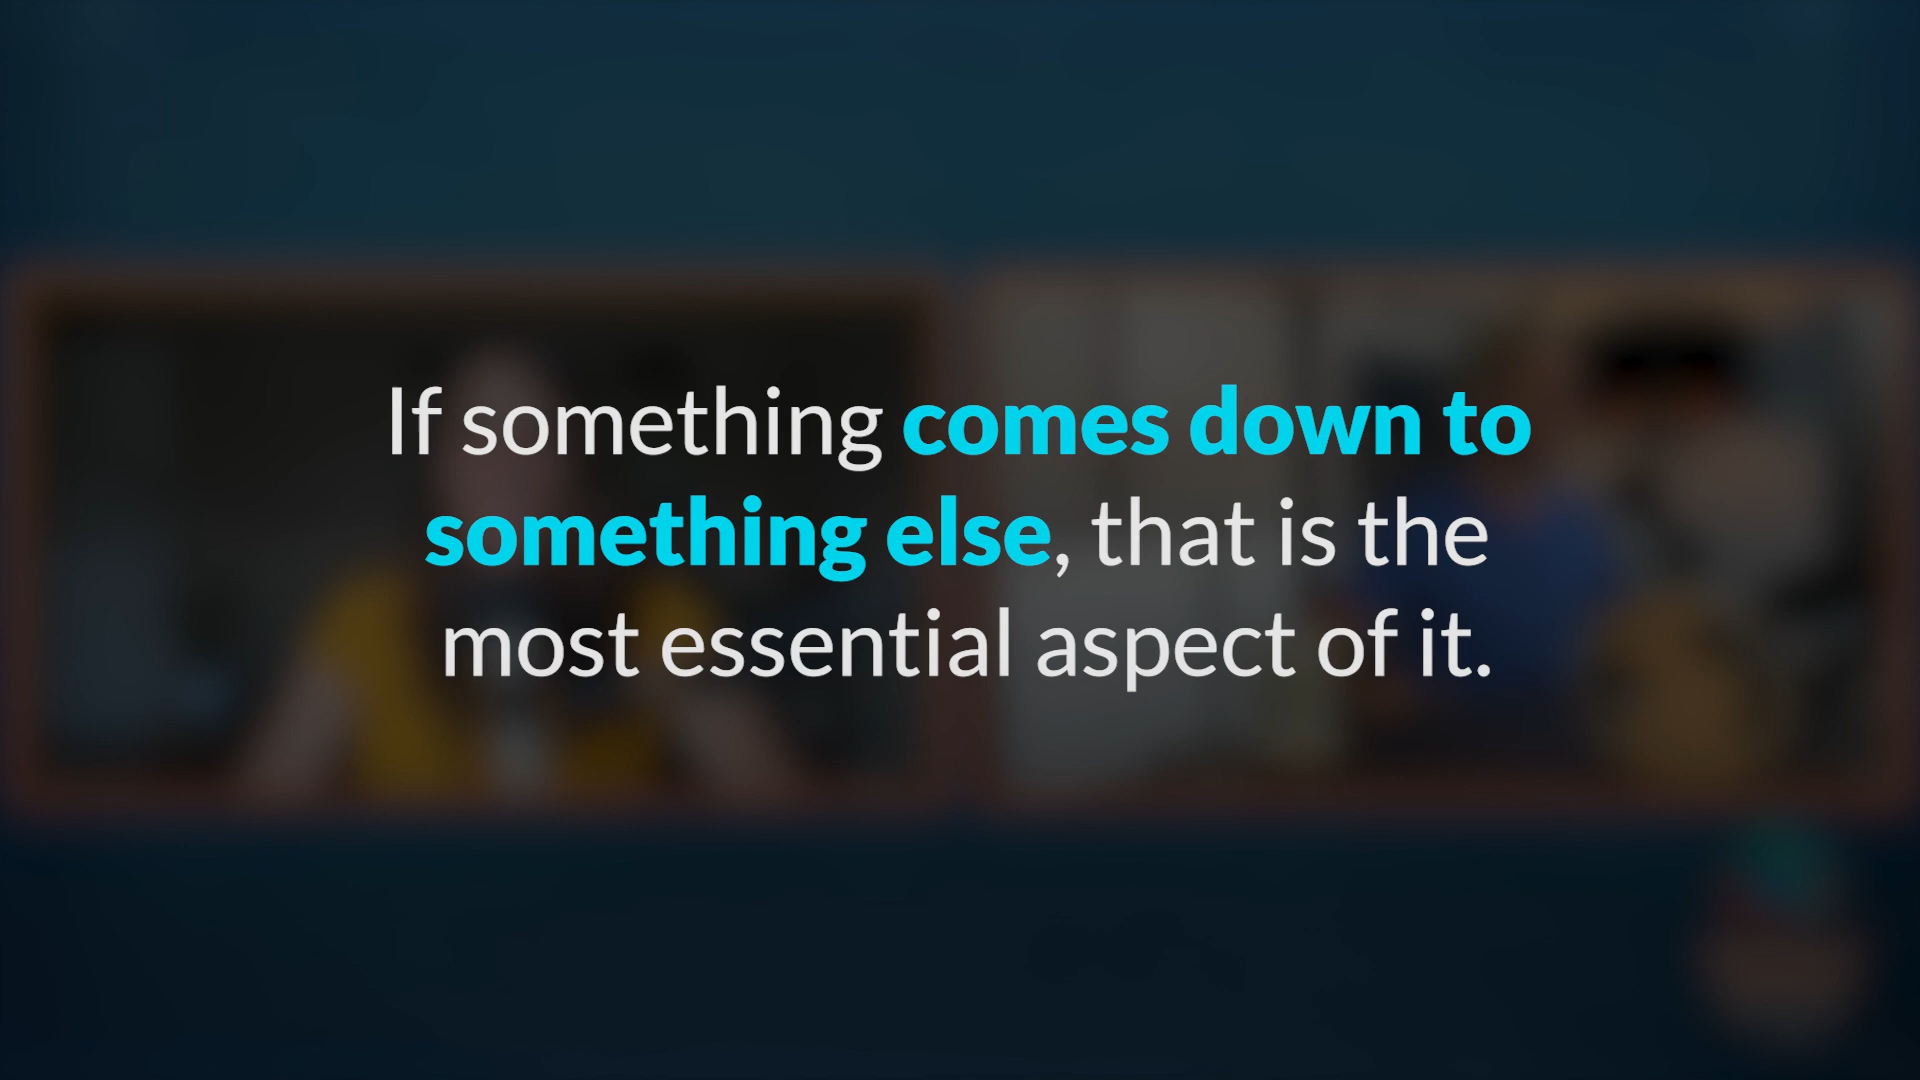 If something comes down to
something else, that is the
most essential aspect of it.